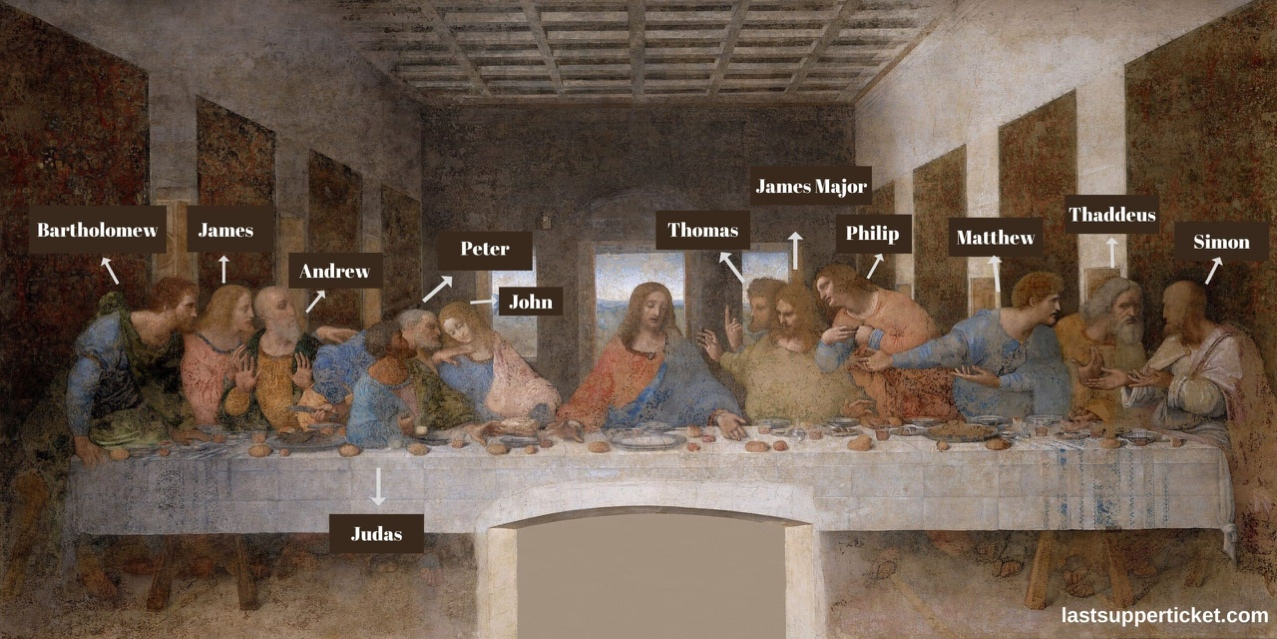 James Major
Bartholomew
James
Andrew
Peter
John
Thomas
Philip
Matthew
Thaddeus
Simon
Judas
lastsupperticket.com